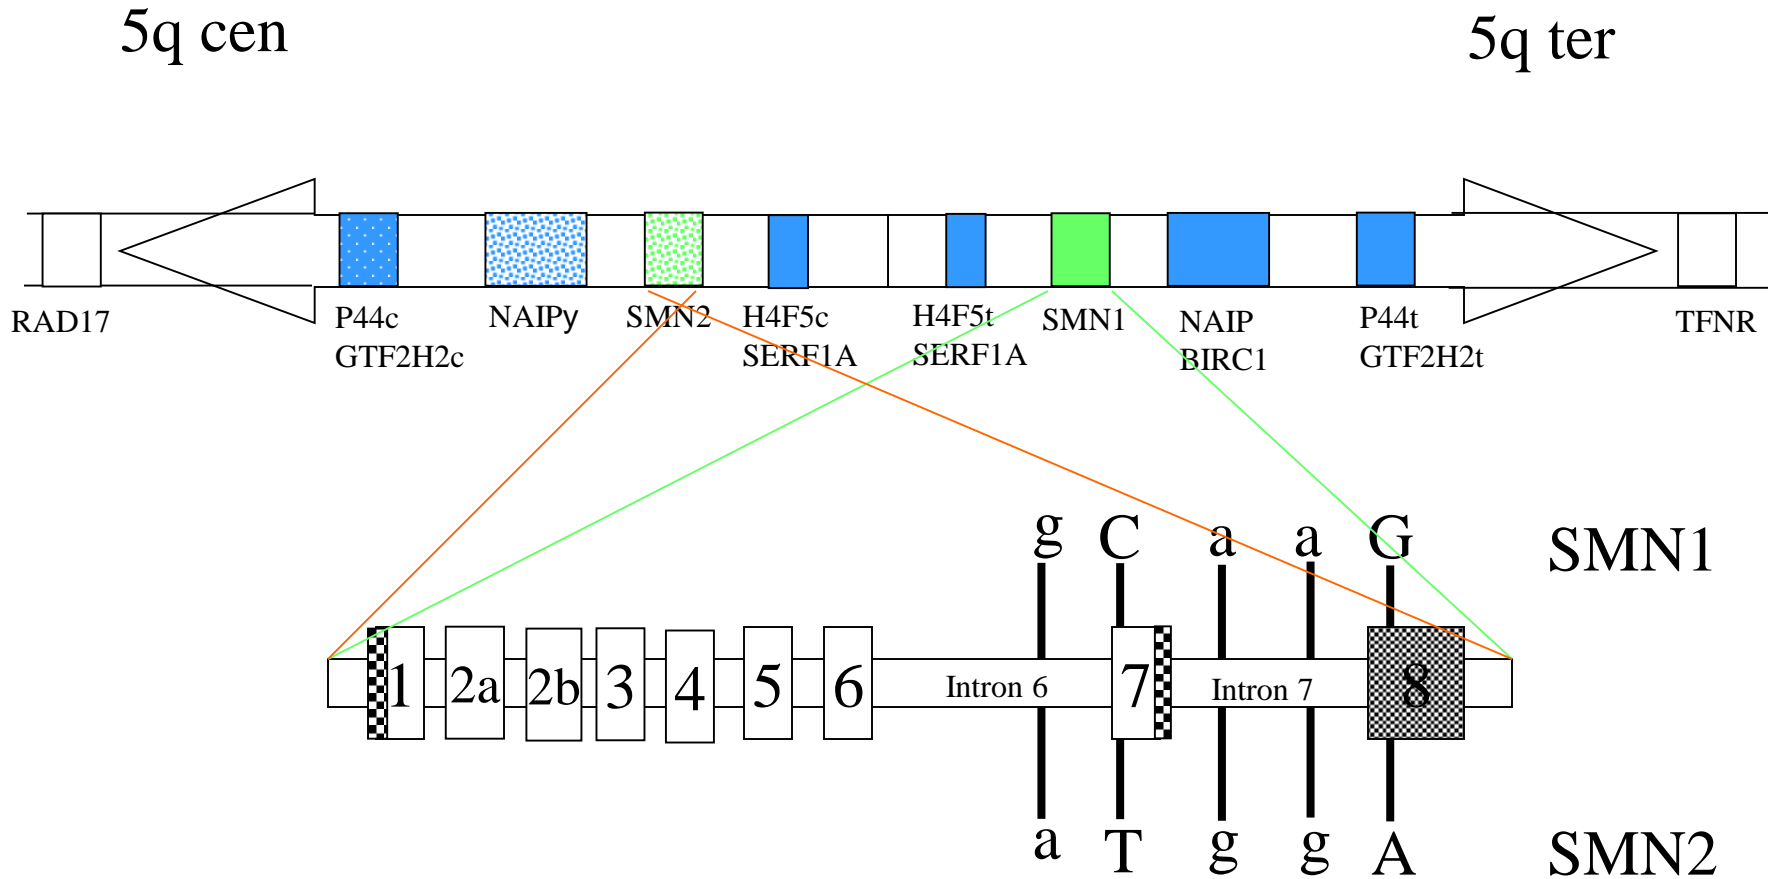 5q cen
5q ter
RAD17
P44c
GTF2H2c
NAIPy
SMN2
H4F5c
SERF1A
H4F5t
SERF1A
SMN1
NAIP
BIRC1
P44t
GTF2H2t
TFNR
g C a a G
SMN1
1 2a 2b 3 4 5 6 Intron 6 7 Intron 7 8
a T g g A
SMN2